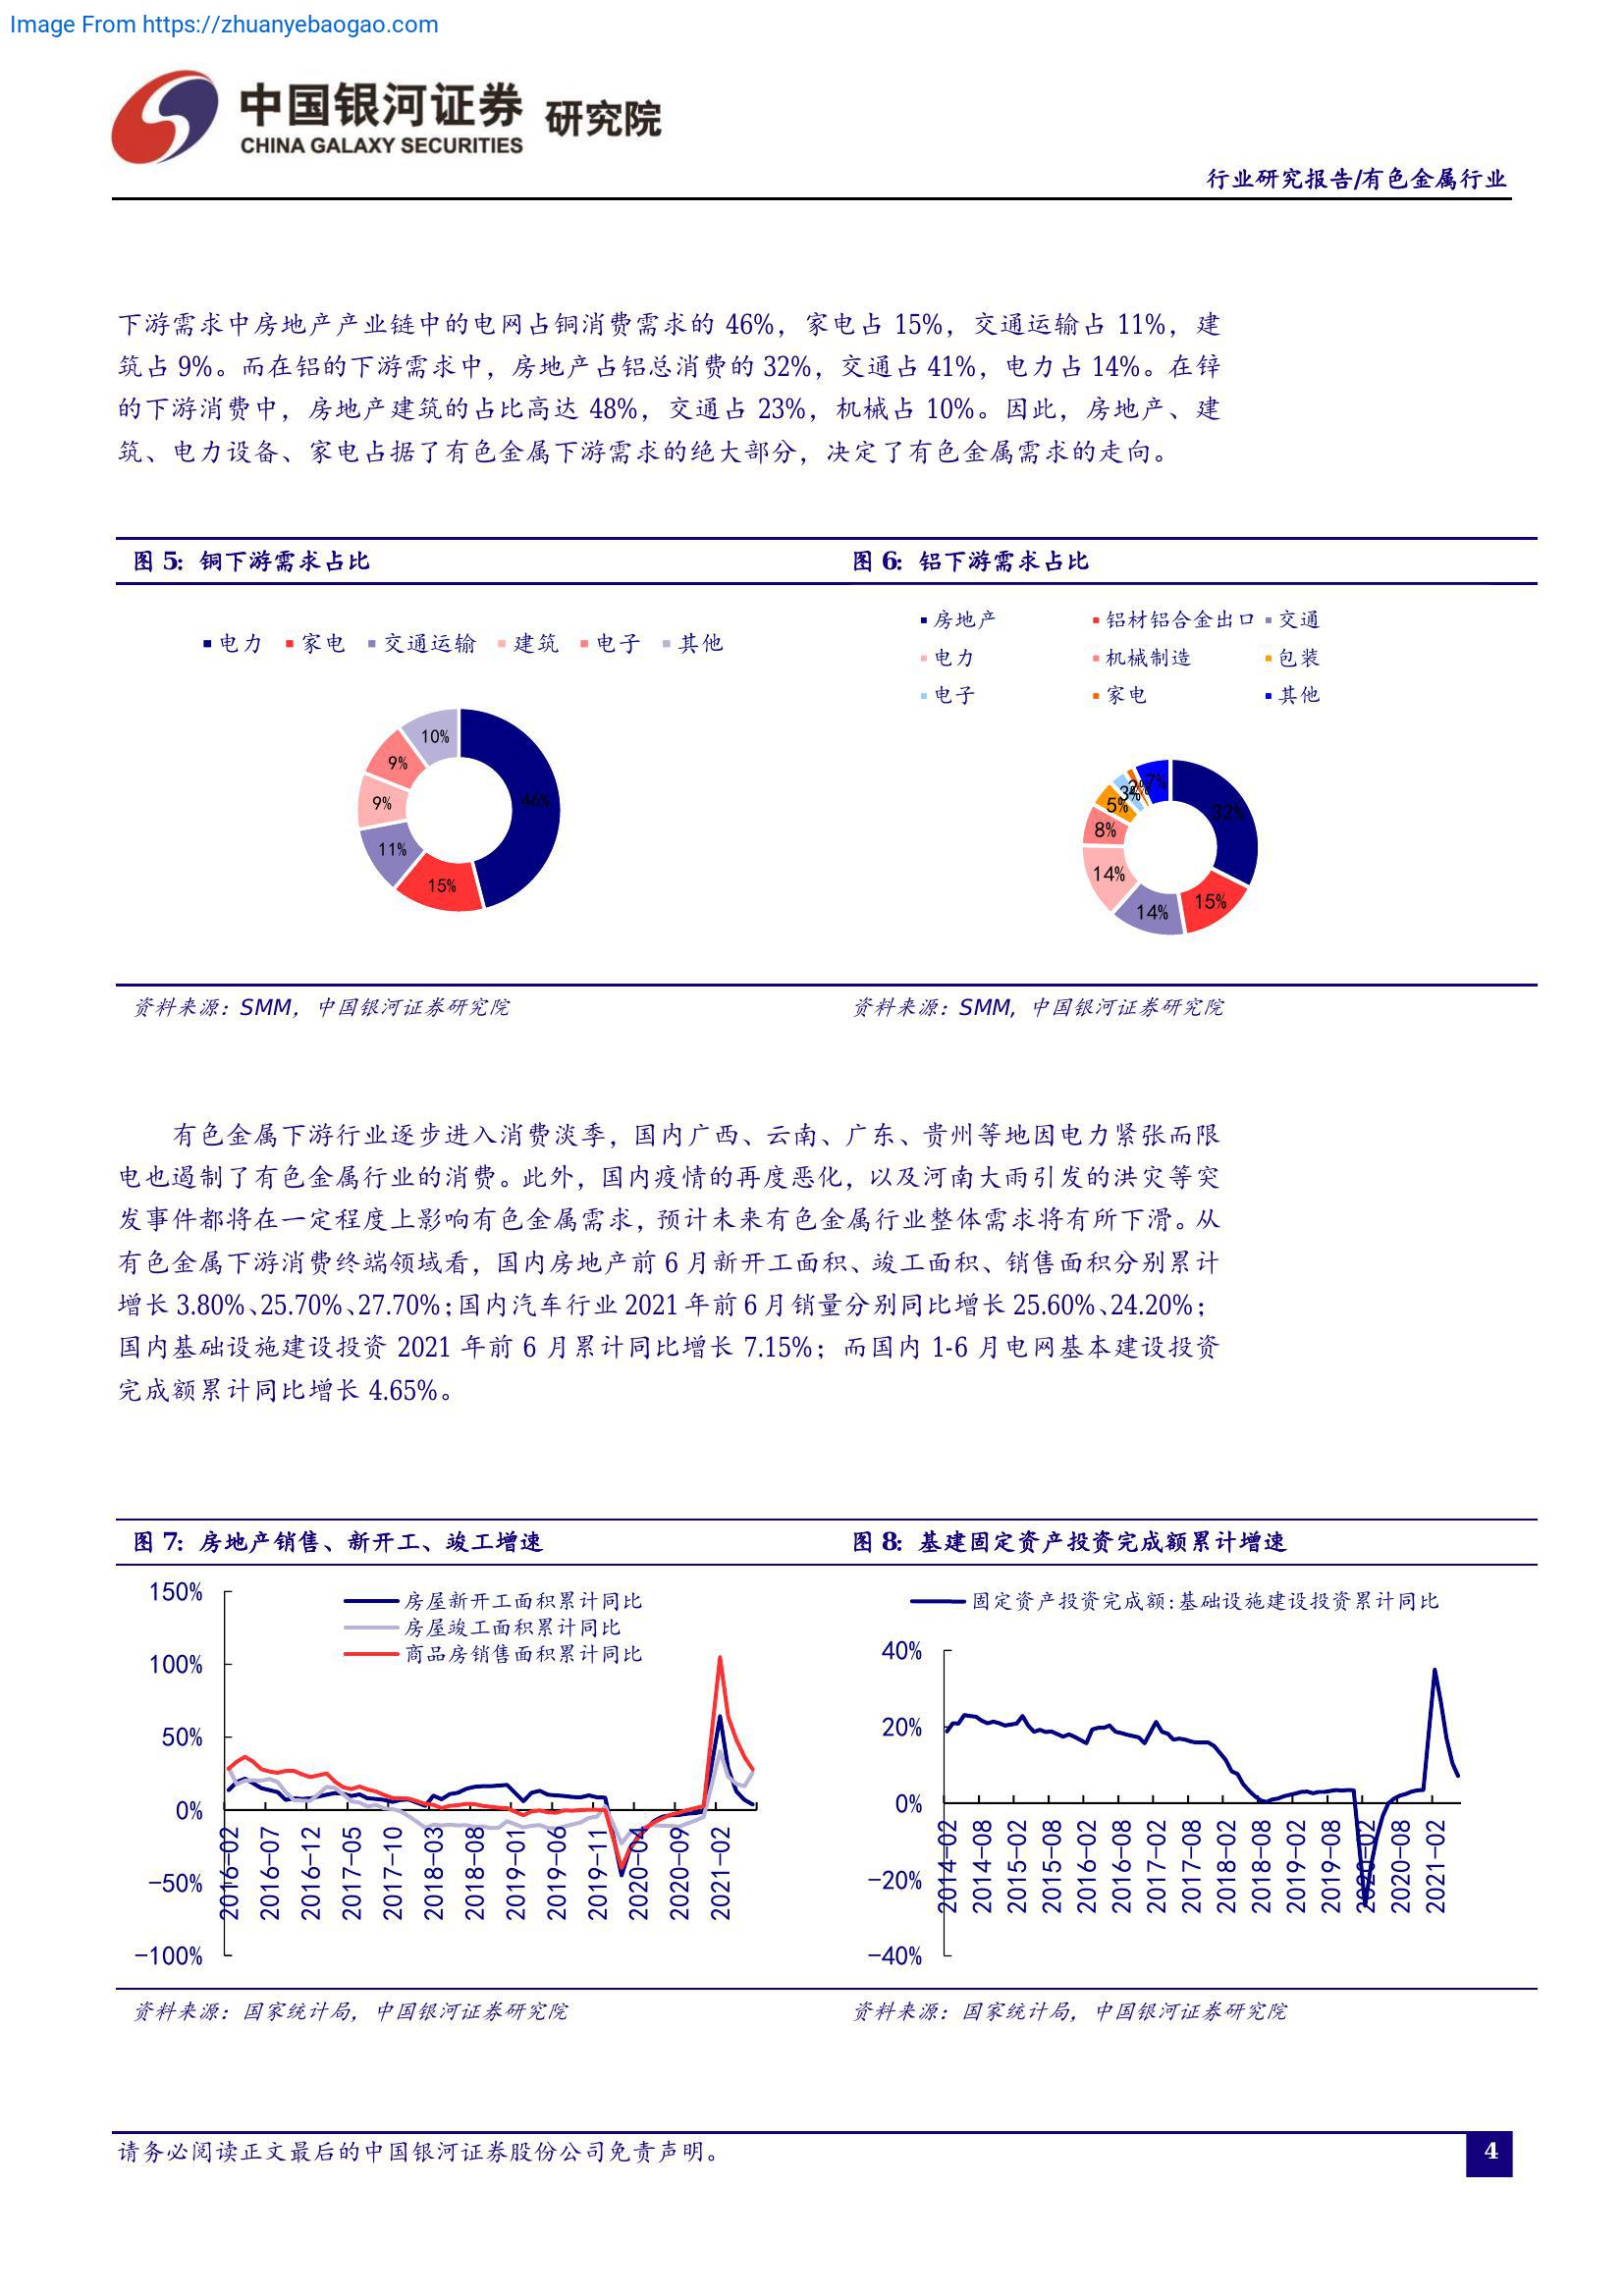 Image From https://zhuanyebaogao.com
中国银河证券 研究院
CHINA GALAXY SECURITIES
行业研究报告/有色金属行业
下游需求中房地产产业链中的电网占铜消费需求的 46%，家电占 15%，交通运输占 11%，建
筑占 9%。而在铝的下游需求中，房地产占铝总消费的 32%，交通占 41%，电力占 14%。在锌
的下游消费中，房地产建筑的占比高达 48%，交通占 23%，机械占 10%。因此，房地产、建
筑、电力设备、家电占据了有色金属下游需求的绝大部分，决定了有色金属需求的走向。
图 5：铜下游需求占比
电力 家电 交通运输 建筑 电子 其他
10%
46%
9%
9%
11%
15%
图 6：铝下游需求占比
房地产 铝材铝合金出口 交通
电力 机械制造 包装
电子 家电 其他
7%
2%
3%
5%
32%
8%
14%
15%
14%
资料来源：SMM，中国银河证券研究院
资料来源：SMM，中国银河证券研究院
有色金属下游行业逐步进入消费淡季，国内广西、云南、广东、贵州等地因电力紧张而限
电也遏制了有色金属行业的消费。此外，国内疫情的再度恶化，以及河南大雨引发的洪灾等突
发事件都将在一定程度上影响有色金属需求，预计未来有色金属行业整体需求将有所下滑。从
有色金属下游消费终端领域看，国内房地产前 6 月新开工面积、竣工面积、销售面积分别累计
增长 3.80%、25.70%、27.70%；国内汽车行业 2021 年前 6 月销量分别同比增长 25.60%、24.20%；
国内基础设施建设投资 2021 年前 6 月累计同比增长 7.15%；而国内 1-6 月电网基本建设投资
完成额累计同比增长 4.65%。
图 7：房地产销售、新开工、竣工增速
房屋新开工面积累计同比
房屋竣工面积累计同比
商品房销售面积累计同比
150%
100%
50%
0%
-50%
-100%
2016-02 2016-07 2016-12 2017-05 2017-10 2018-03 2018-08 2019-01 2019-06 2019-11 2020-04 2020-09 2021-02
图 8：基建固定资产投资完成额累计增速
固定资产投资完成额:基础设施建设投资累计同比
40%
20%
0%
-20%
-40%
2014-02 2014-08 2015-02 2015-08 2016-02 2016-08 2017-02 2017-08 2018-02 2018-08 2019-02 2019-08 2020-02 2020-08 2021-02
资料来源：国家统计局，中国银河证券研究院
资料来源：国家统计局，中国银河证券研究院
请务必阅读正文最后的中国银河证券股份公司免责声明。
4